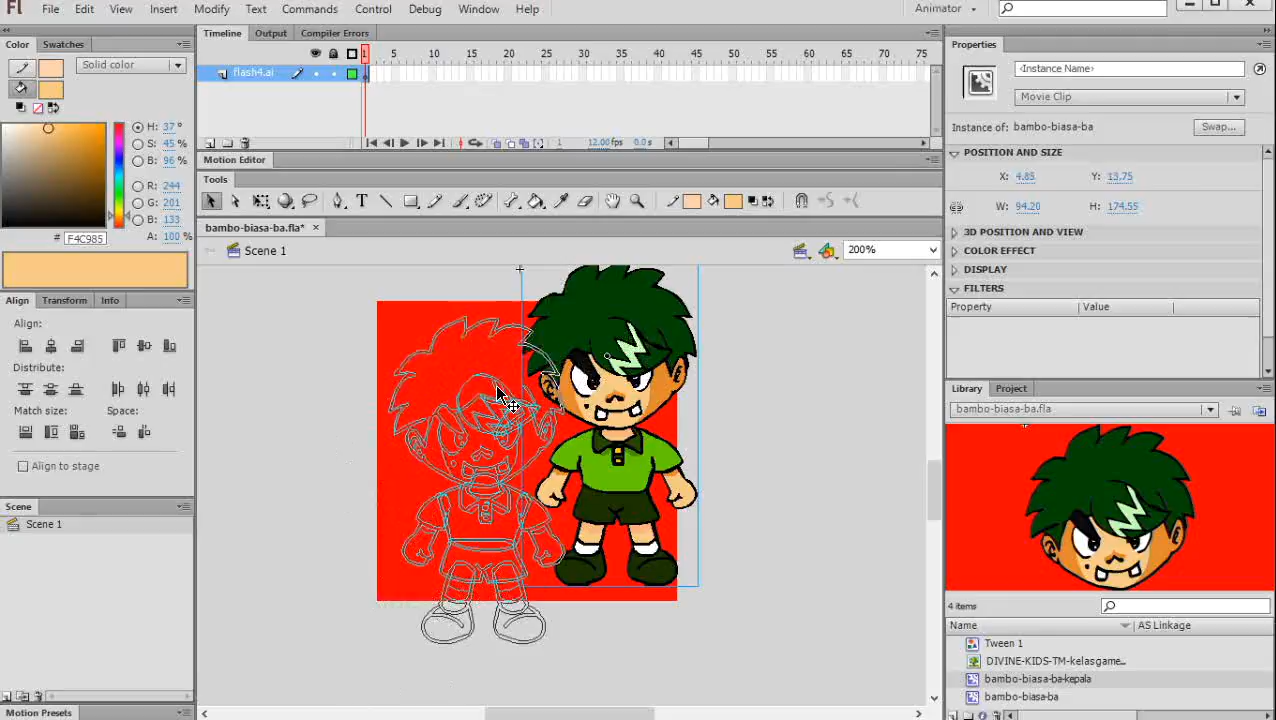 Fl File Edit View Insert Modify Text Commands Control Debug Window Help Animator
Color Swatches
Solid color
H: 37 °
S: 45 %
B: 96 %
R: 244
G: 201
B: 133
# F4C985 A: 100 %
Align Transform Info
Align:
Distribute:
Match size: Space:
Align to stage
Scene
Scene 1
Motion Presets
Timeline Output Compiler Errors
1 5 10 15 20 25 30 35 40 45 50 55 60 65 70 75
flash4.ai
1 12.00fps 0.0s
Motion Editor
Tools
bambo-biasa-ba.fla* ×
Scene 1 200%
Properties
<Instance Name>
Movie Clip
Instance of: bambo-biasa-ba Swap...
POSITION AND SIZE
X: 4.85 Y: 13.75
W: 94.20 H: 174.55
3D POSITION AND VIEW
COLOR EFFECT
DISPLAY
FILTERS
Property Value
Library Project
bambo-biasa-ba.fla
4 items
Name AS Linkage
Tween 1
DIVINE-KIDS-TM-kelasgame...
bambo-biasa-ba-kepala
bambo-biasa-ba